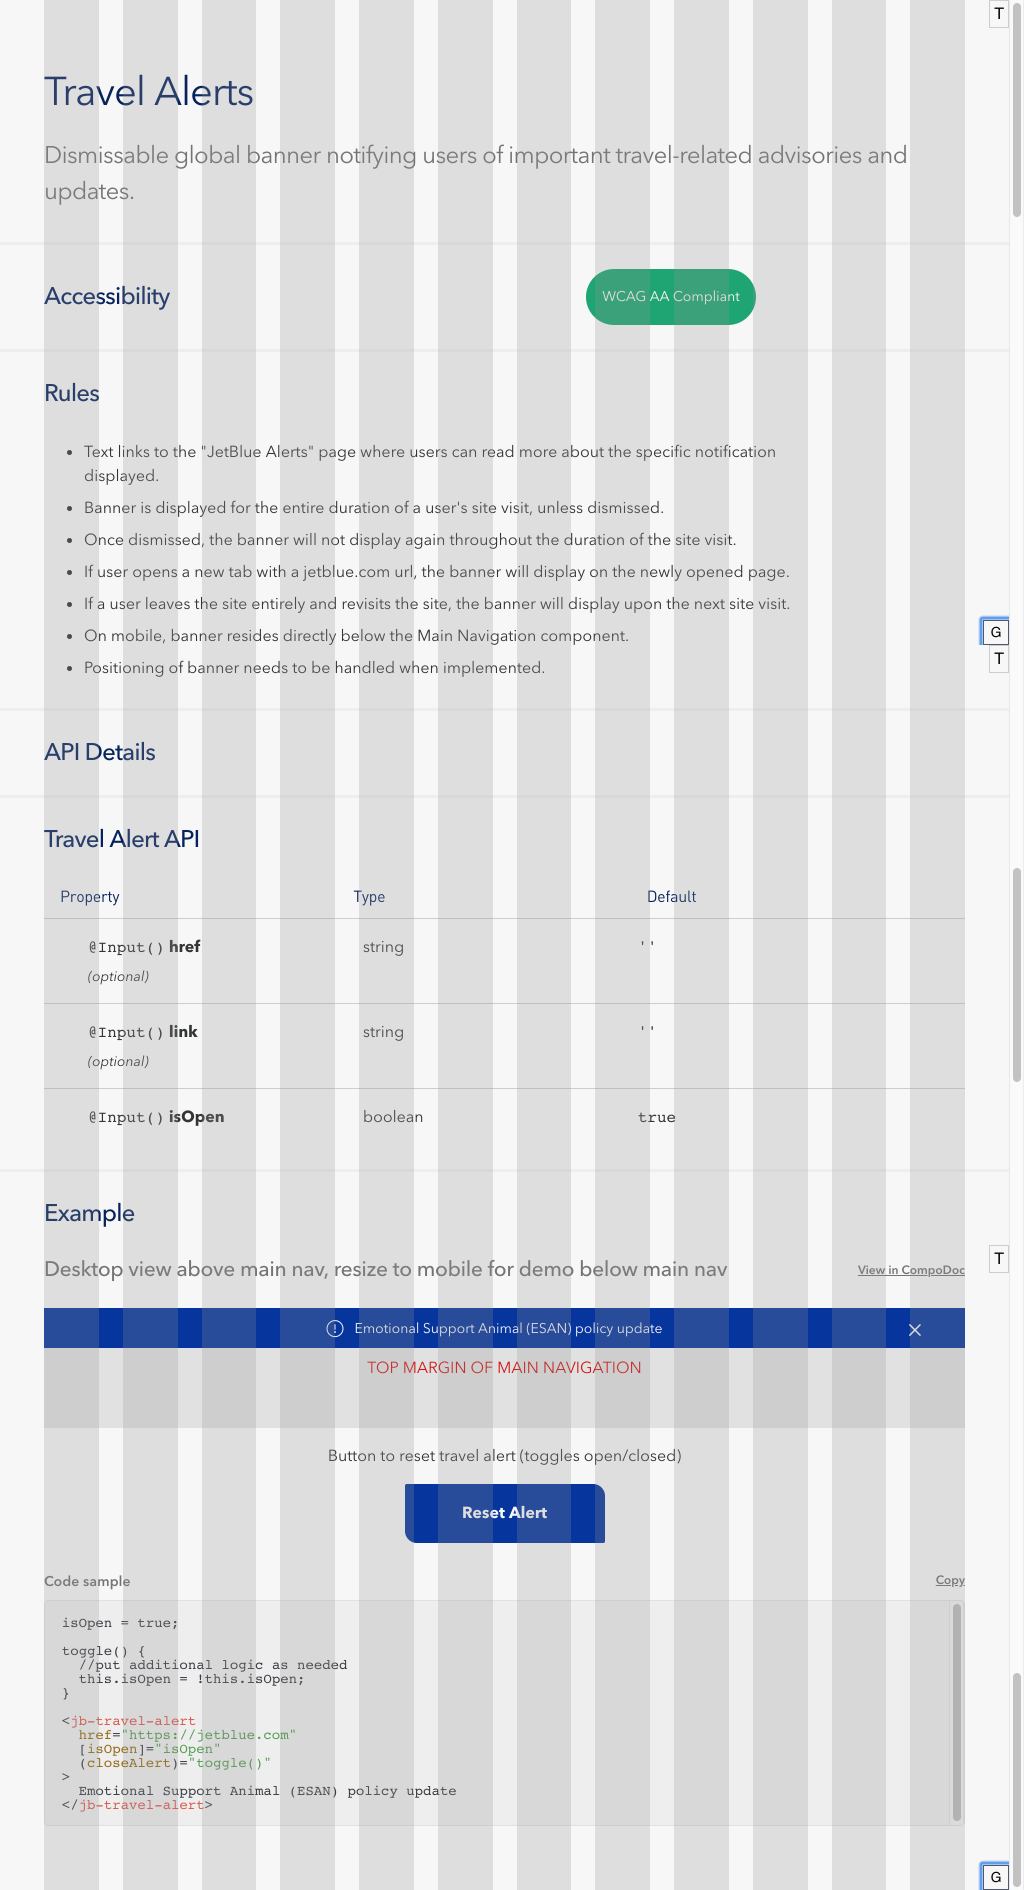 T
Travel Alerts
Dismissable global banner notifying users of important travel-related advisories and
updates.
Accessibility
WCAG AA Compliant
Rules
• Text links to the "JetBlue Alerts" page where users can read more about the specific notification
displayed.
• Banner is displayed for the entire duration of a user's site visit, unless dismissed.
• Once dismissed, the banner will not display again throughout the duration of the site visit.
• If user opens a new tab with a jetblue.com url, the banner will display on the newly opened page.
• If a user leaves the site entirely and revisits the site, the banner will display upon the next site visit.
• On mobile, banner resides directly below the Main Navigation component.
G
T
• Positioning of banner needs to be handled when implemented.
API Details
Travel Alert API
Property Type Default
@Input() href string ''
(optional)
@Input() link string ''
(optional)
@Input() isOpen boolean true
Example
T
Desktop view above main nav, resize to mobile for demo below main nav View in CompoDoc
Emotional Support Animal (ESAN) policy update
TOP MARGIN OF MAIN NAVIGATION
Button to reset travel alert (toggles open/closed)
Reset Alert
Code sample Copy
isOpen = true;
toggle() {
  //put additional logic as needed
  this.isOpen = !this.isOpen;
}
<jb-travel-alert
  href="https://jetblue.com"
  [isOpen]="isOpen"
  (closeAlert)="toggle()"
>
  Emotional Support Animal (ESAN) policy update
</jb-travel-alert>
G